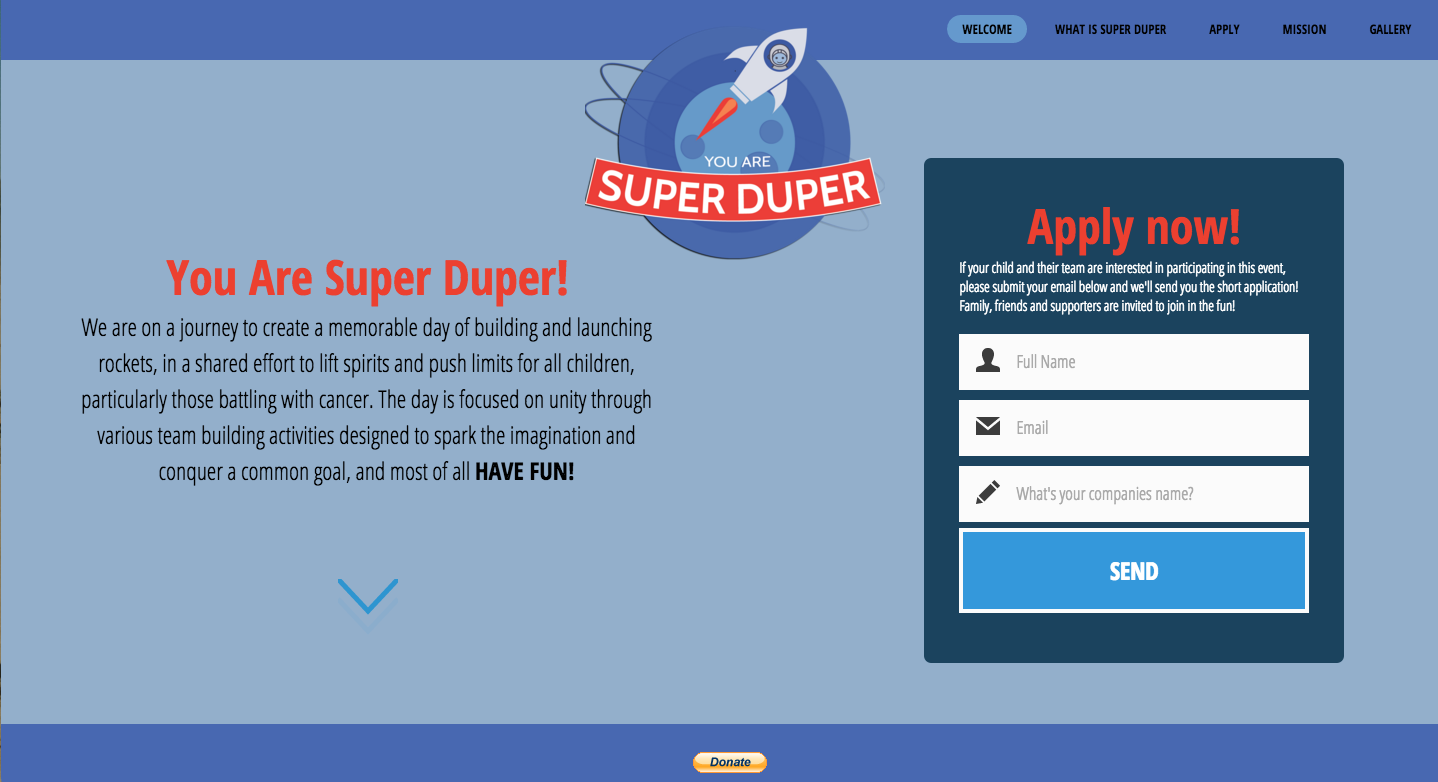 WELCOME
WHAT IS SUPER DUPER
APPLY
MISSION
GALLERY
YOU ARE
SUPER DUPER
You Are Super Duper!
We are on a journey to create a memorable day of building and launching
rockets, in a shared effort to lift spirits and push limits for all children,
particularly those battling with cancer. The day is focused on unity through
various team building activities designed to spark the imagination and
conquer a common goal, and most of all HAVE FUN!
Apply now!
If your child and their team are interested in participating in this event,
please submit your email below and we'll send you the short application!
Family, friends and supporters are invited to join in the fun!
Full Name
Email
What's your companies name?
SEND
Donate